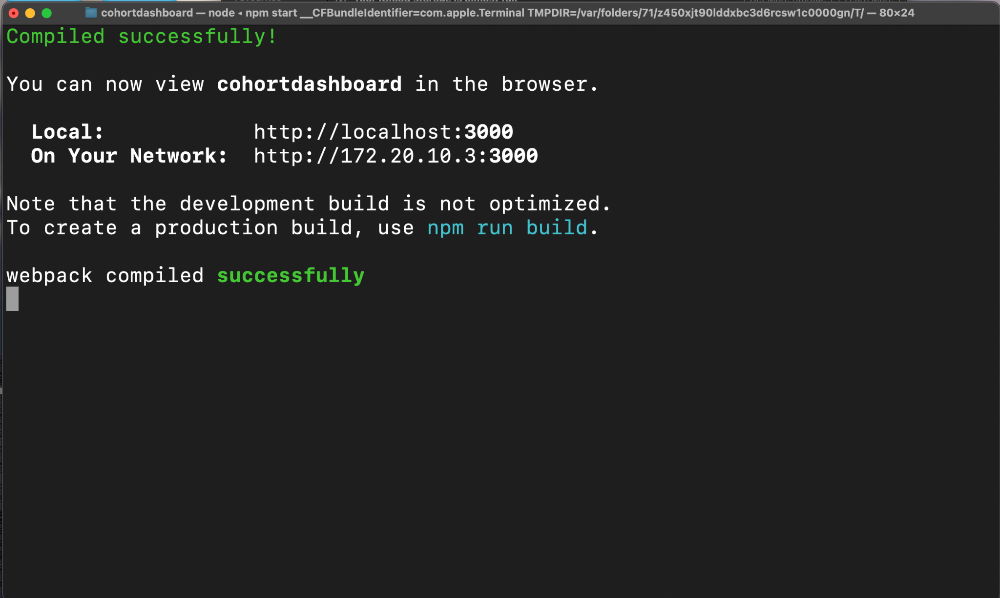 cohortdashboard — node ◂ npm start __CFBundleIdentifier=com.apple.Terminal TMPDIR=/var/folders/71/z450xjt90lddxbc3d6rcsw1c0000gn/T/ — 80×24
Compiled successfully!
You can now view cohortdashboard in the browser.
Local: http://localhost:3000
On Your Network: http://172.20.10.3:3000
Note that the development build is not optimized.
To create a production build, use npm run build.
webpack compiled successfully